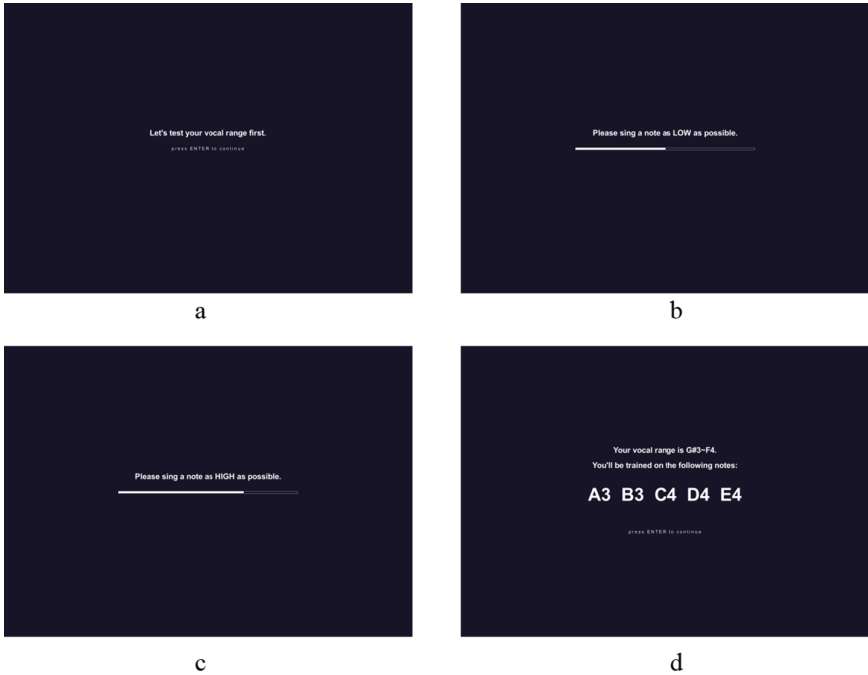 Let's test your vocal range first.
press ENTER to continue
a
Please sing a note as LOW as possible.
b
Please sing a note as HIGH as possible.
c
Your vocal range is G#3~F4.
You'll be trained on the following notes:
A3 B3 C4 D4 E4
press ENTER to continue
d